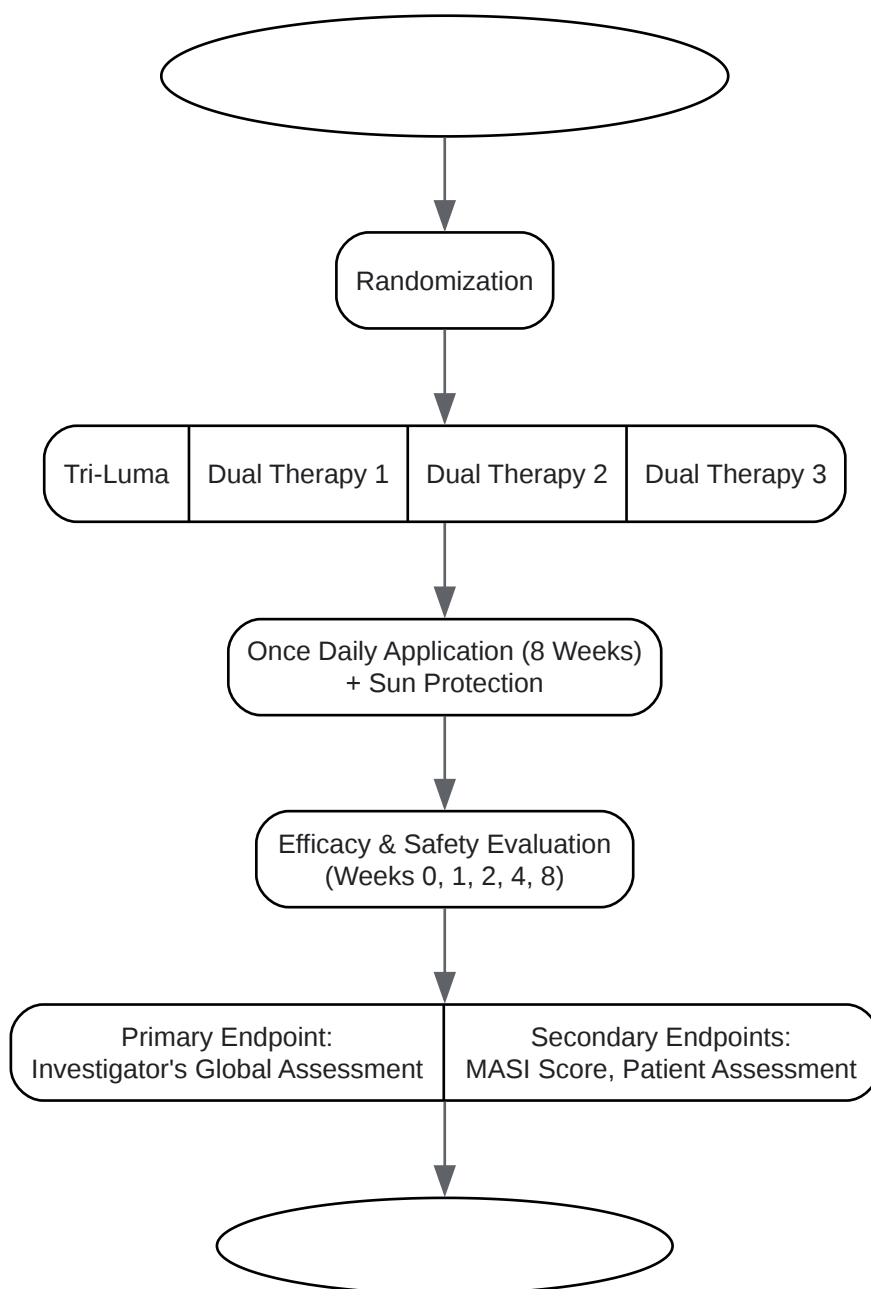 Randomization
Tri-Luma
Dual Therapy 1
Dual Therapy 2
Dual Therapy 3
Once Daily Application (8 Weeks)
+ Sun Protection
Efficacy & Safety Evaluation
(Weeks 0, 1, 2, 4, 8)
Primary Endpoint:
Investigator's Global Assessment
Secondary Endpoints:
MASI Score, Patient Assessment